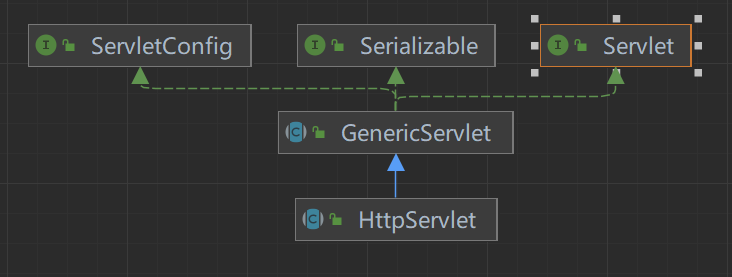 I ServletConfig I Serializable I Servlet
C GenericServlet
C HttpServlet